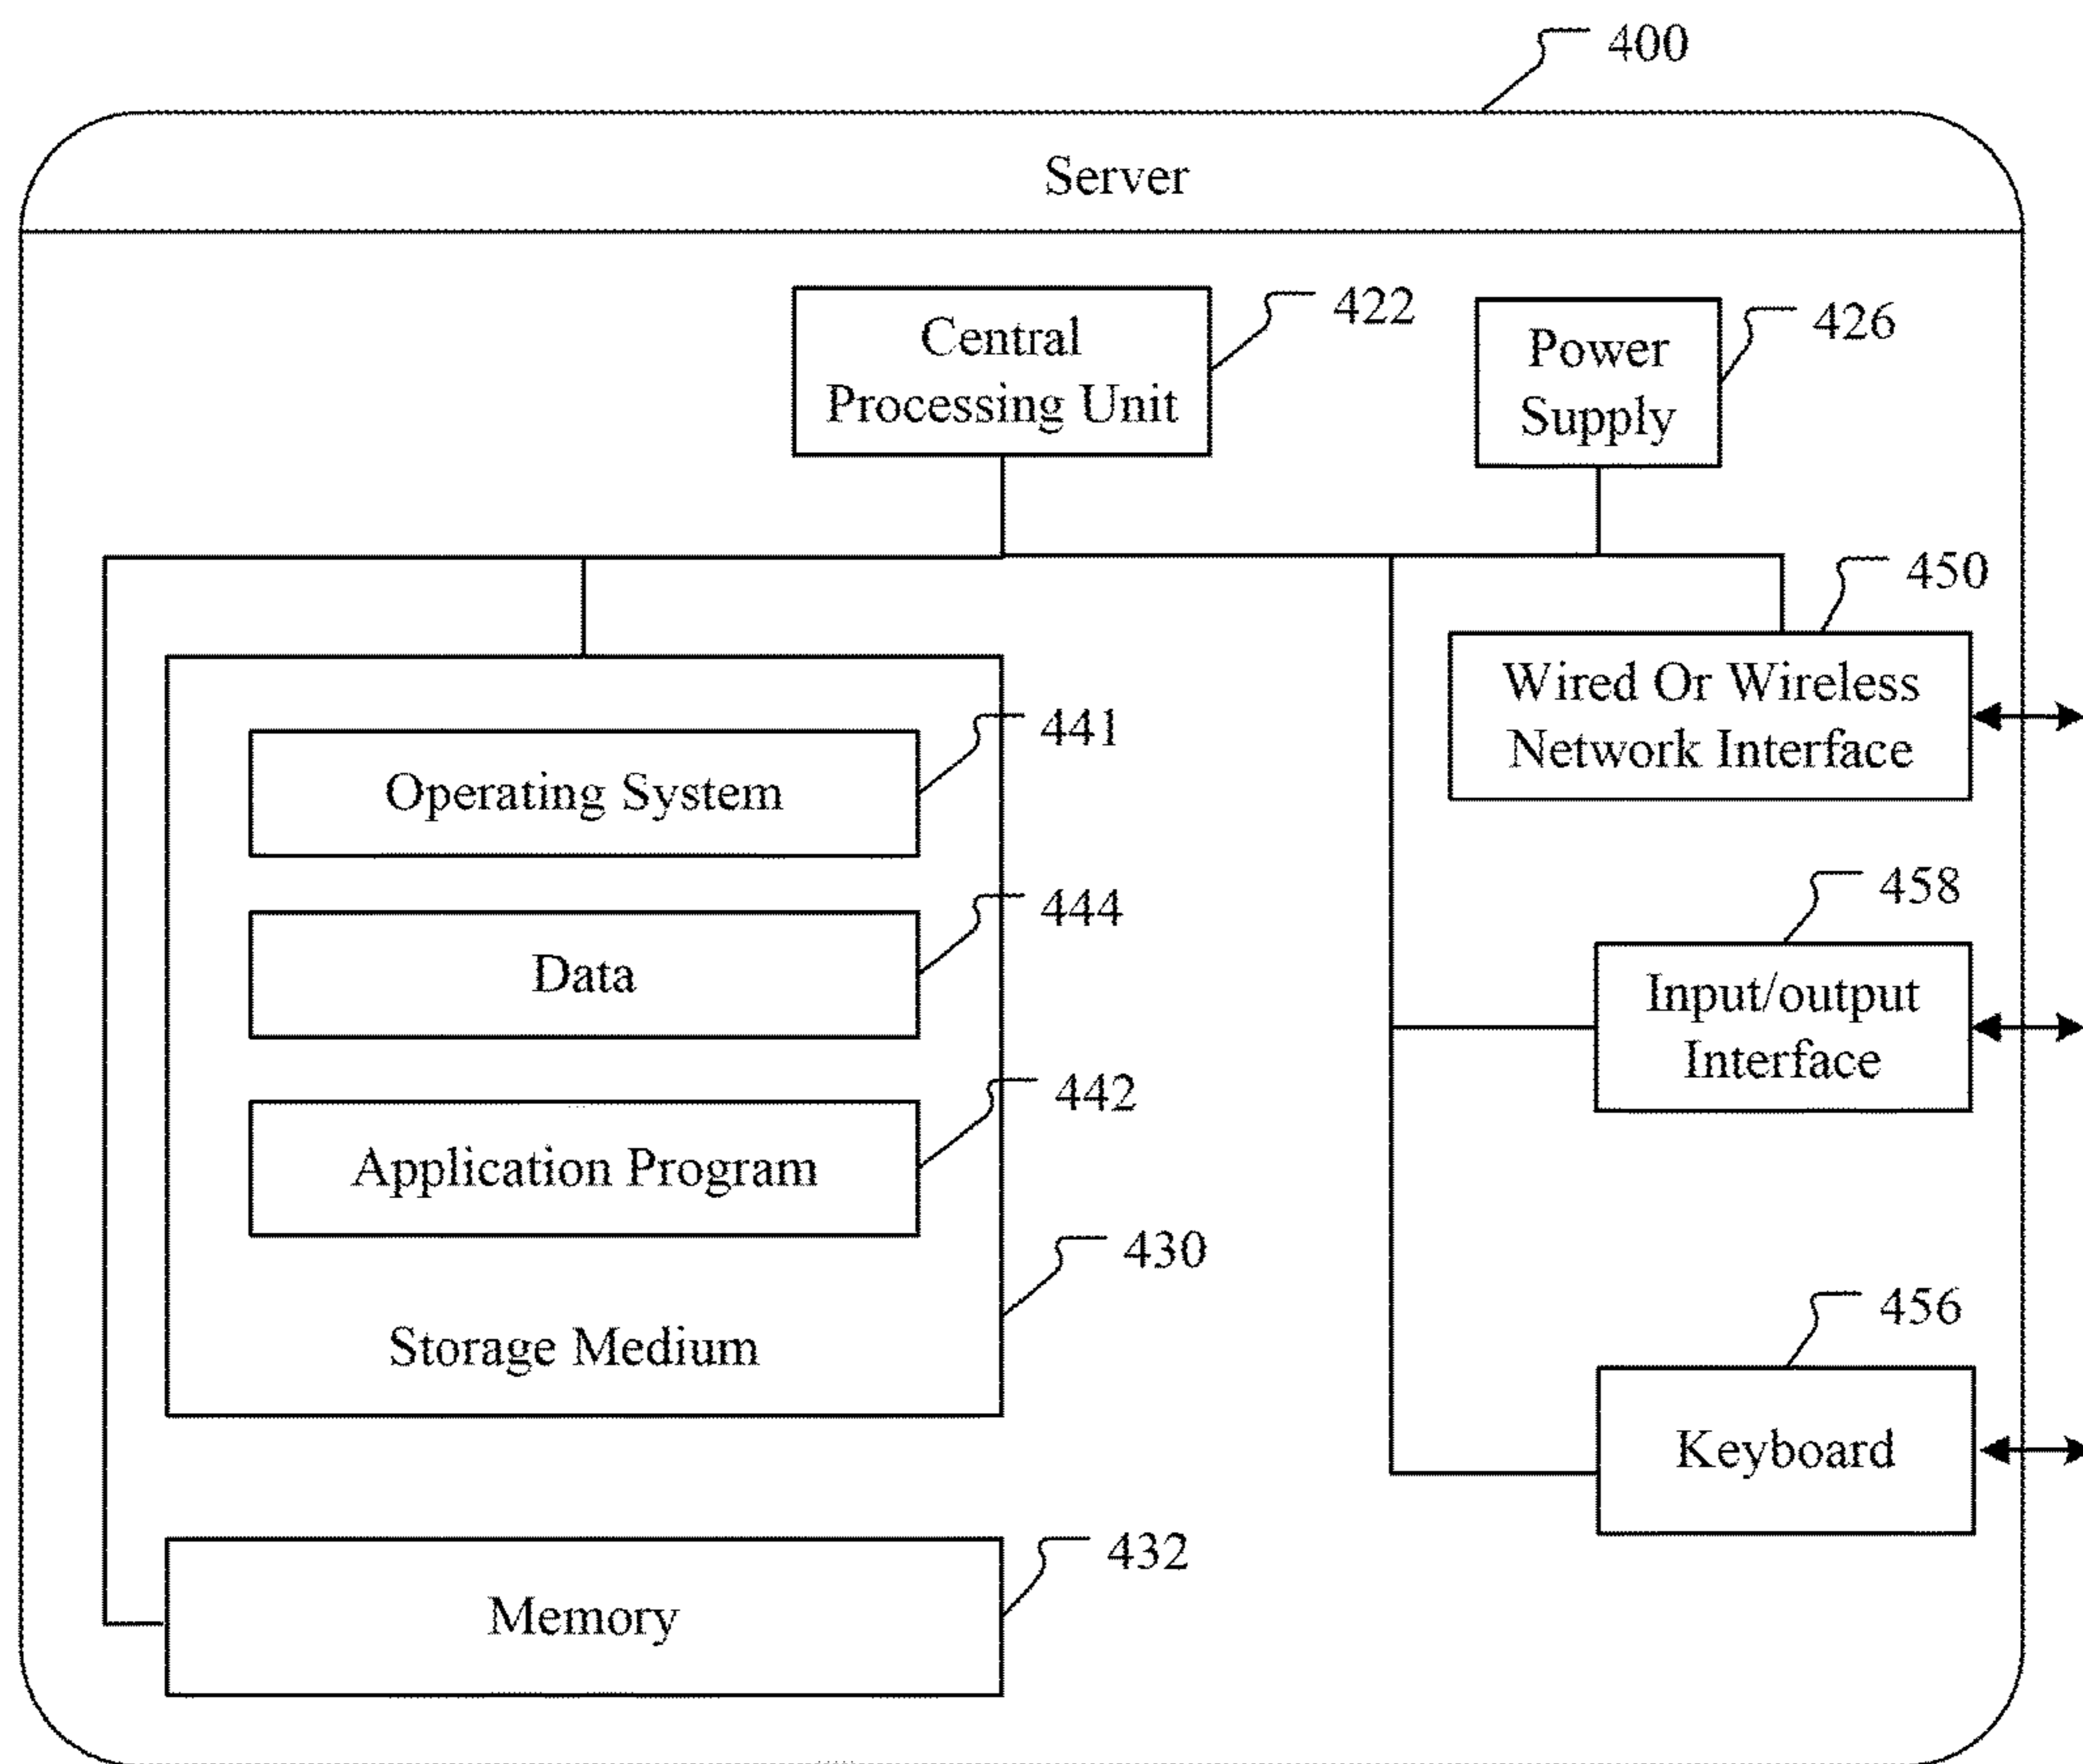 400
Server
Central
Processing Unit
422
Power
Supply
426
450
Wired Or Wireless
Network Interface
441
Operating System
444
Data
442
Application Program
430
Storage Medium
458
Input/output
Interface
456
Keyboard
432
Memory